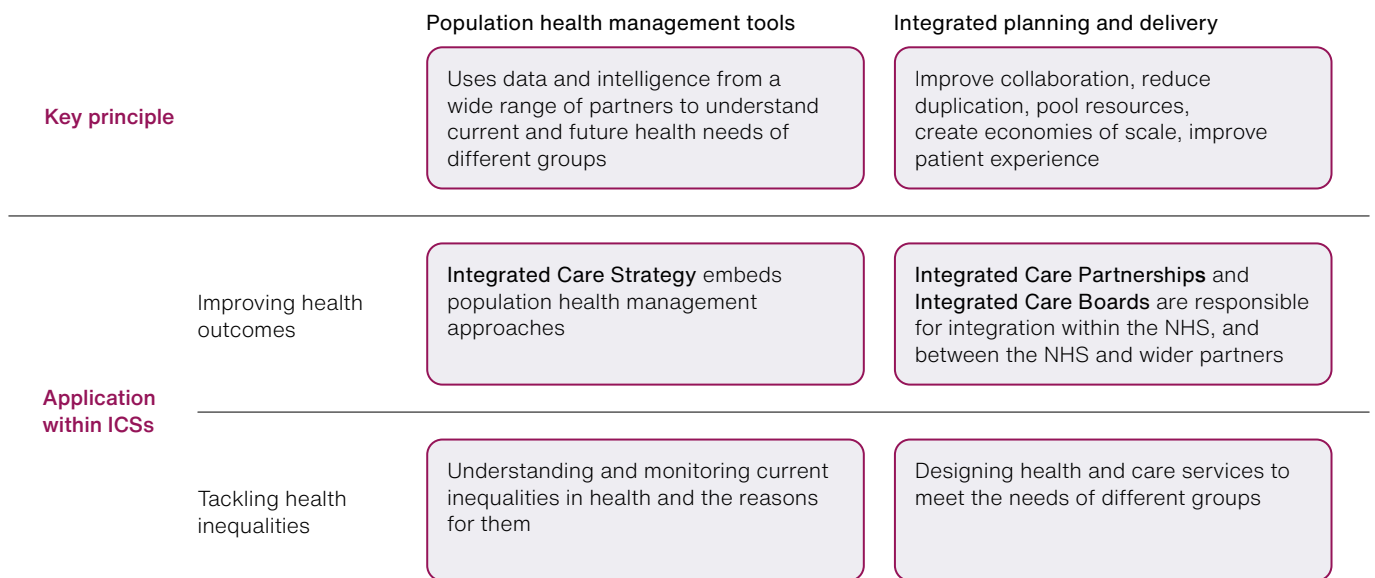 Population health management tools
Integrated planning and delivery
Key principle
Uses data and intelligence from a
wide range of partners to understand
current and future health needs of
different groups
Improve collaboration, reduce
duplication, pool resources,
create economies of scale, improve
patient experience
Application
within ICSs
Improving health
outcomes
Integrated Care Strategy embeds
population health management
approaches
Integrated Care Partnerships and
Integrated Care Boards are responsible
for integration within the NHS, and
between the NHS and wider partners
Tackling health
inequalities
Understanding and monitoring current
inequalities in health and the reasons
for them
Designing health and care services to
meet the needs of different groups